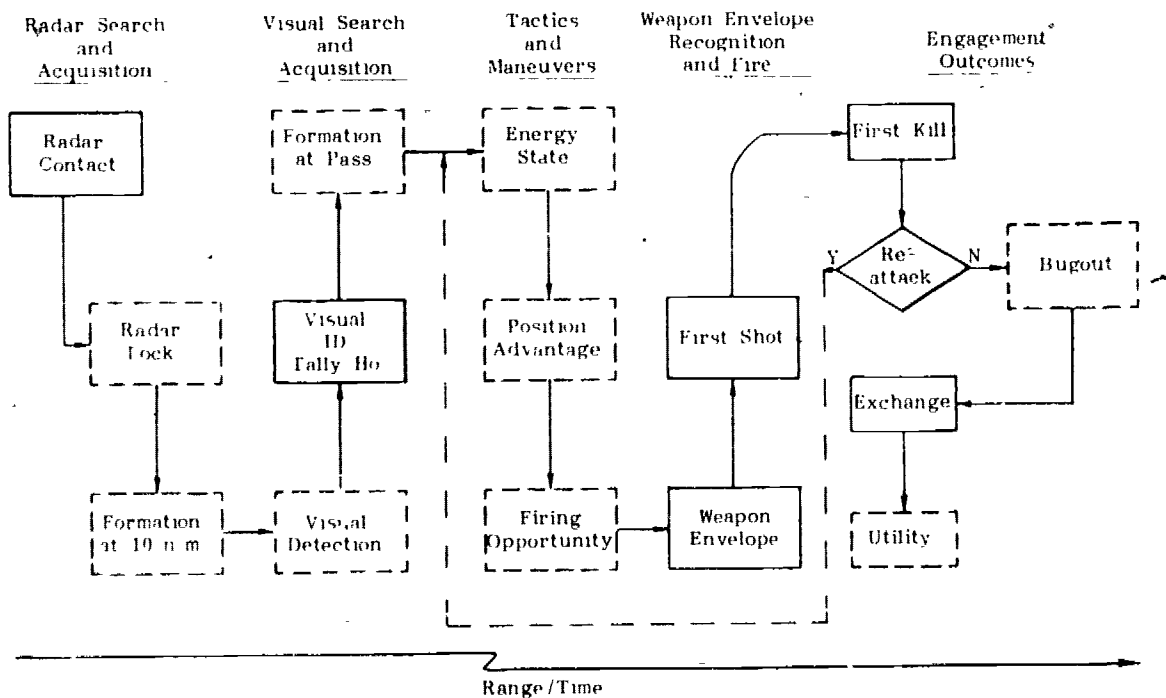 Radar Search
and
Acquisition
Visual Search
and
Acquisition
Tactics
and
Maneuvers
Weapon Envelope
Recognition
and Fire
Engagement
Outcomes
Radar
Contact
Radar
Lock
Formation
at 10 n m
Visual
Detection
Visual
ID
Tally Ho
Formation
at Pass
Energy
State
Position
Advantage
Firing
Opportunity
Weapon
Envelope
First Shot
First Kill
Y
Re-
attack
N
Bugout
Exchange
Utility
Range/Time